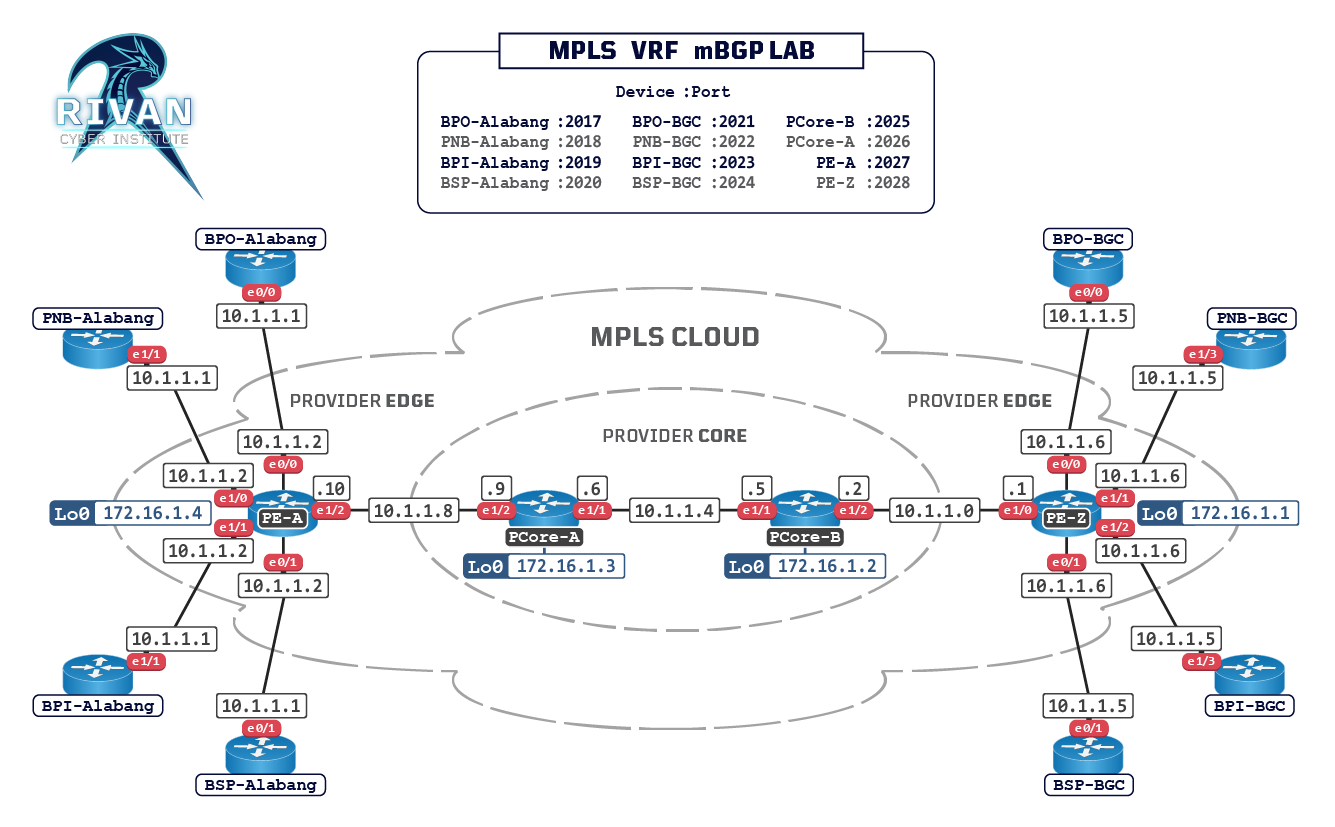 RIVAN
CYBER INSTITUTE
MPLS VRF mBGP LAB
Device :Port
BPO-Alabang :2017 BPO-BGC :2021 PCore-B :2025
PNB-Alabang :2018 PNB-BGC :2022 PCore-A :2026
BPI-Alabang :2019 BPI-BGC :2023 PE-A :2027
BSP-Alabang :2020 BSP-BGC :2024 PE-Z :2028
BPO-Alabang
e0/0
10.1.1.1
BPO-BGC
e0/0
10.1.1.5
PNB-Alabang
e1/1
10.1.1.1
PNB-BGC
e1/3
10.1.1.5
MPLS CLOUD
PROVIDER EDGE
PROVIDER EDGE
PROVIDER CORE
10.1.1.2
e0/0
10.1.1.2
e1/0
Lo0 172.16.1.4
PE-A
.10
e1/2
e1/1
10.1.1.2
e0/1
10.1.1.2
10.1.1.8
.9
e1/2
.6
e1/1
PCore-A
Lo0 172.16.1.3
10.1.1.4
.5
e1/1
.2
e1/2
PCore-B
Lo0 172.16.1.2
10.1.1.0
.1
e1/0
10.1.1.6
e0/0
10.1.1.6
e1/1
PE-Z
Lo0 172.16.1.1
e1/2
10.1.1.6
e0/1
10.1.1.6
10.1.1.1
e1/1
BPI-Alabang
10.1.1.1
e0/1
BSP-Alabang
10.1.1.5
e1/3
BPI-BGC
10.1.1.5
e0/1
BSP-BGC